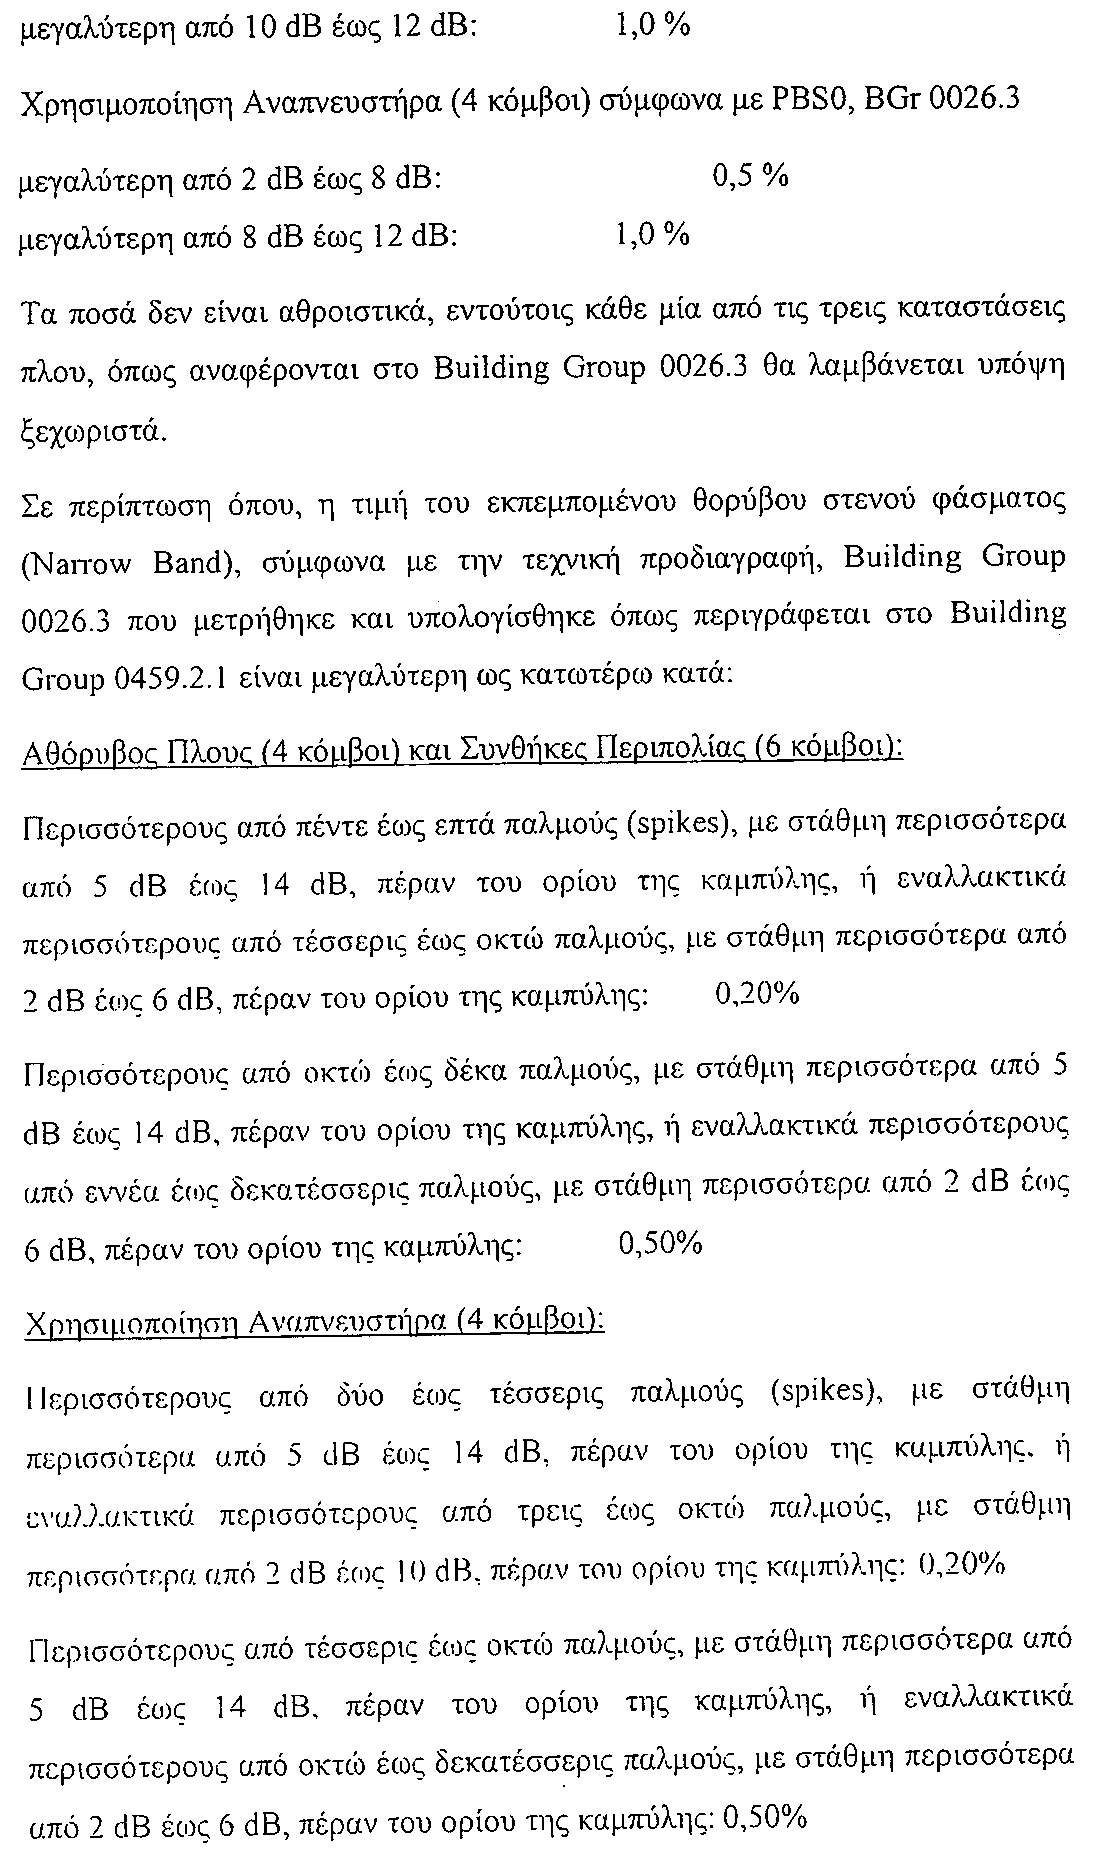 μεγαλύτερη από 10 dB έως 12 dB: 1,0 %
Χρησιμοποίηση Αναπνευστήρα (4 κόμβοι) σύμφωνα με PBS0, BGr 0026.3
μεγαλύτερη από 2 dB έως 8 dB: 0,5 %
μεγαλύτερη από 8 dB έως 12 dB: 1,0 %
Τα ποσά δεν είναι αθροιστικά, εντούτοις κάθε μία από τις τρεις καταστάσεις
πλου, όπως αναφέρονται στο Building Group 0026.3 θα λαμβάνεται υπόψη
ξεχωριστά.
Σε περίπτωση όπου, η τιμή του εκπεμπομένου θορύβου στενού φάσματος
(Narrow Band), σύμφωνα με την τεχνική προδιαγραφή, Building Group
0026.3 που μετρήθηκε και υπολογίσθηκε όπως περιγράφεται στο Building
Group 0459.2.1 είναι μεγαλύτερη ως κατωτέρω κατά:
Αθόρυβος Πλους (4 κόμβοι) και Συνθήκες Περιπολίας (6 κόμβοι):
Περισσότερους από πέντε έως επτά παλμούς (spikes), με στάθμη περισσότερα
από 5 dB έως 14 dB, πέραν του ορίου της καμπύλης, ή εναλλακτικά
περισσότερους από τέσσερις έως οκτώ παλμούς, με στάθμη περισσότερα από
2 dB έως 6 dB, πέραν του ορίου της καμπύλης: 0,20%
Περισσότερους από οκτώ έως δέκα παλμούς, με στάθμη περισσότερα από 5
dB έως 14 dB, πέραν του ορίου της καμπύλης, ή εναλλακτικά περισσότερους
από εννέα έως δεκατέσσερις παλμούς, με στάθμη περισσότερα από 2 dB έως
6 dB, πέραν του ορίου της καμπύλης: 0,50%
Χρησιμοποίηση Αναπνευστήρα (4 κόμβοι):
Περισσότερους από δύο έως τέσσερις παλμούς (spikes), με στάθμη
περισσότερα από 5 dB έως 14 dB, πέραν του ορίου της καμπύλης, ή
εναλλακτικά περισσότερους από τρεις έως οκτώ παλμούς, με στάθμη
περισσότερα από 2 dB έως 10 dB, πέραν του ορίου της καμπύλης: 0,20%
Περισσότερους από τέσσερις έως οκτώ παλμούς, με στάθμη περισσότερα από
5 dB έως 14 dB, πέραν του ορίου της καμπύλης, ή εναλλακτικά
περισσότερους από οκτώ έως δεκατέσσερις παλμούς, με στάθμη περισσότερα
από 2 dB έως 6 dB, πέραν του ορίου της καμπύλης: 0,50%